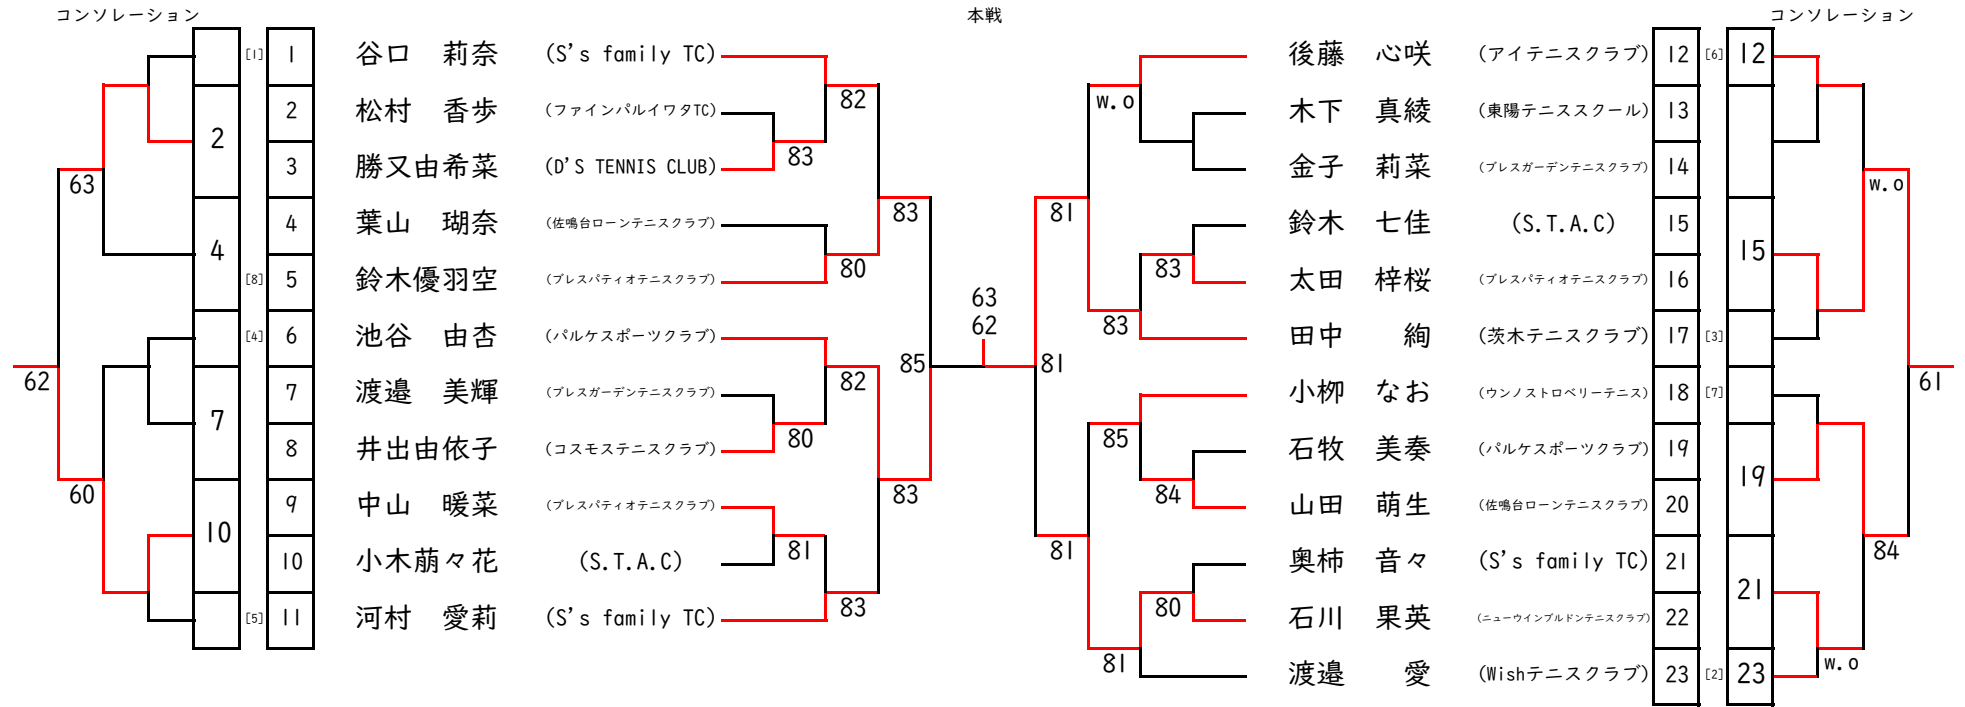 コンソレーション 本戦 コンソレーション
[1] 1 谷口 莉奈 (S's family TC) 後藤 心咲 (アイテニスクラブ) 12 [6] 12
82 w.o
2 松村 香歩 (ファインパルイワタTC) 木下 真綾 (東陽テニススクール) 13
2 83
3 勝又由希菜 (D'S TENNIS CLUB) 金子 莉菜 (プレスガーデンテニスクラブ) 14
63 w.o
83 81
4 葉山 瑚奈 (佐鳴台ローンテニスクラブ) 鈴木 七佳 (S.T.A.C) 15
4 15
80 83
[8] 5 鈴木優羽空 (プレスパティオテニスクラブ) 太田 梓桜 (プレスパティオテニスクラブ) 16
63
62
83
[4] 6 池谷 由杏 (パルケスポーツクラブ) 田中 絢 (茨木テニスクラブ) 17 [3]
62 82 85 81 61
7 渡邉 美輝 (プレスガーデンテニスクラブ) 小栁 なお (ウンノストロベリーテニス) 18 [7]
7 80 85
8 井出由依子 (コスモステニスクラブ) 石牧 美奏 (パルケスポーツクラブ) 19
19
60 83 84
9 中山 暖菜 (プレスパティオテニスクラブ) 山田 萌生 (佐鳴台ローンテニスクラブ) 20
10 81 81 84
10 小木萠々花 (S.T.A.C) 奥柿 音々 (S's family TC) 21
21
83 80
[5] 11 河村 愛莉 (S's family TC) 石川 果英 (ニューウインブルドンテニスクラブ) 22
81 w.o
渡邉 愛 (Wishテニスクラブ) 23 [2] 23